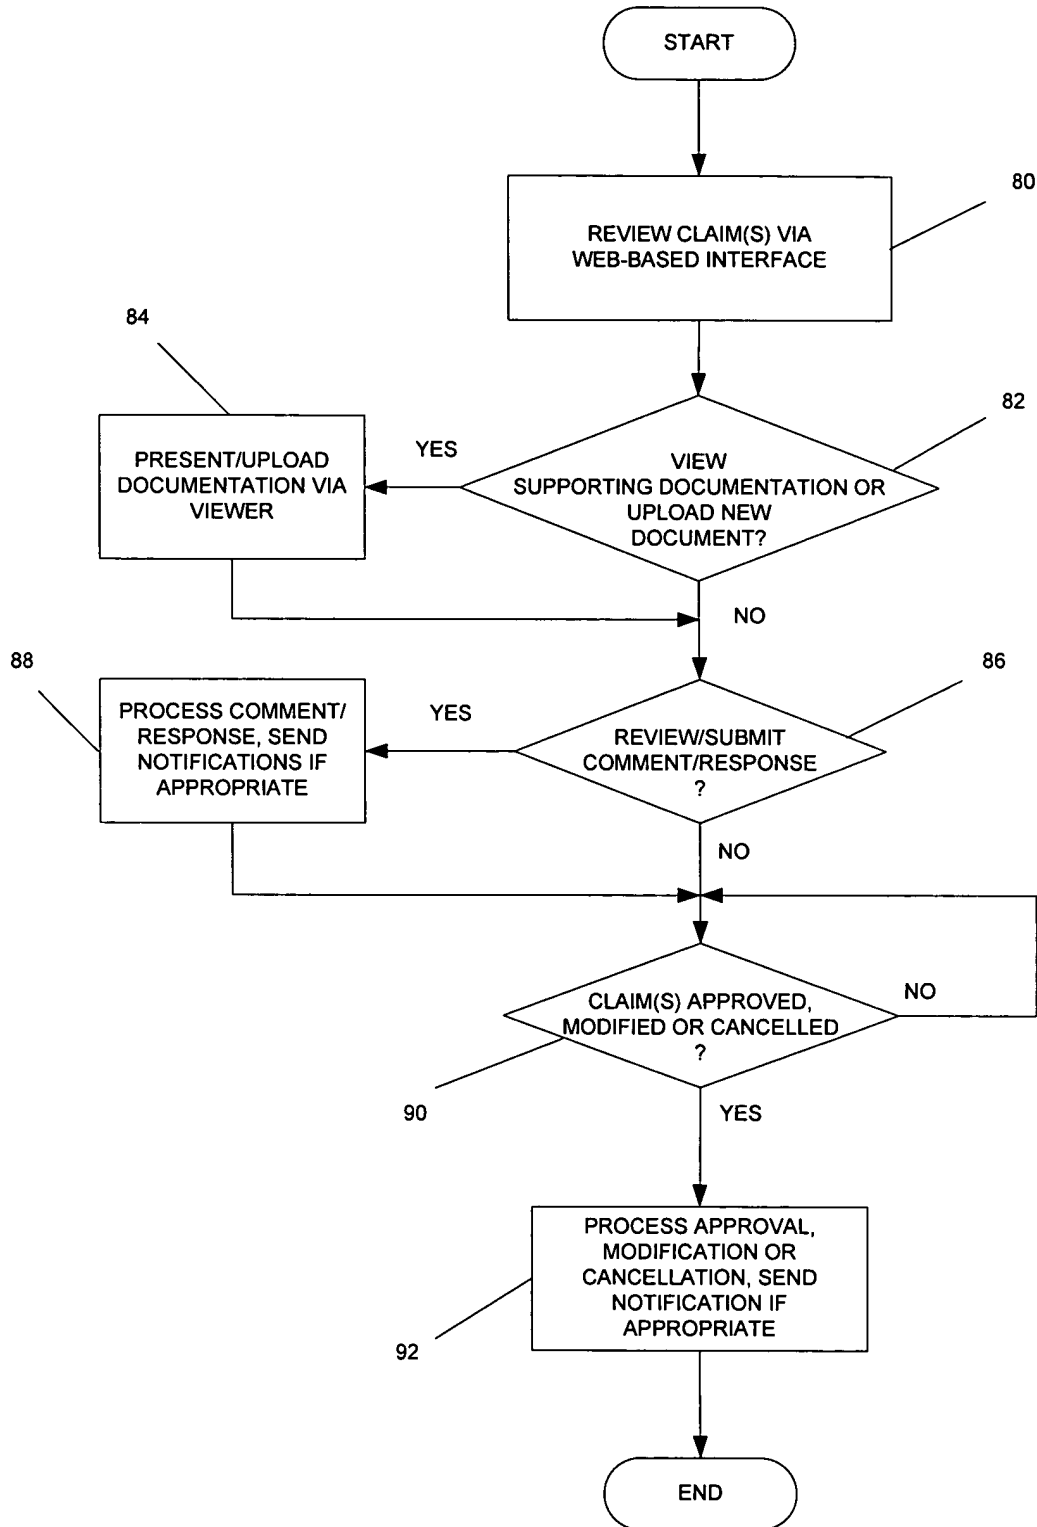 START
80
REVIEW CLAIM(S) VIA
WEB-BASED INTERFACE
84
82
YES
PRESENT/UPLOAD
DOCUMENTATION VIA
VIEWER
VIEW
SUPPORTING DOCUMENTATION OR
UPLOAD NEW
DOCUMENT?
NO
88
86
YES
PROCESS COMMENT/
RESPONSE, SEND
NOTIFICATIONS IF
APPROPRIATE
REVIEW/SUBMIT
COMMENT/RESPONSE
?
NO
NO
CLAIM(S) APPROVED,
MODIFIED OR CANCELLED
?
90
YES
PROCESS APPROVAL,
MODIFICATION OR
CANCELLATION, SEND
NOTIFICATION IF
APPROPRIATE
92
END